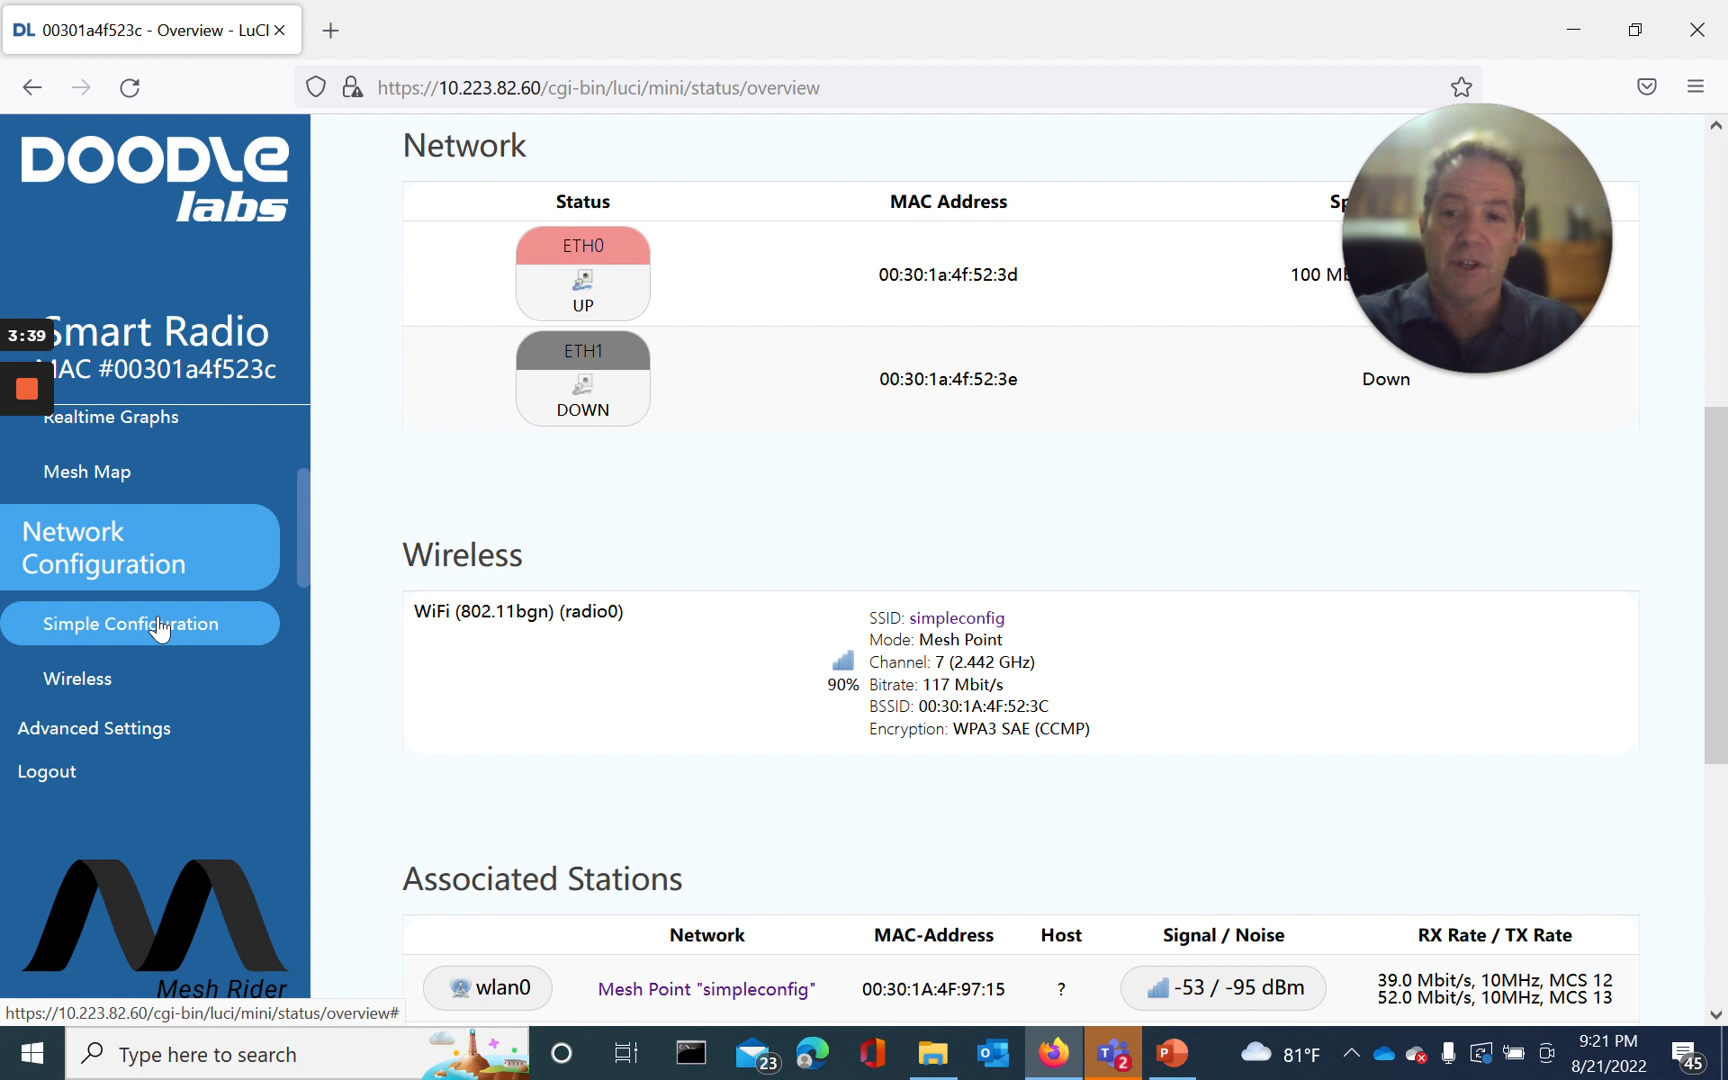 DL 00301a4f523c - Overview - LuCI
https://10.223.82.60/cgi-bin/luci/mini/status/overview
DOODLE
labs
Smart Radio
MAC #00301a4f523c
3:39
Realtime Graphs
Mesh Map
Network
Configuration
Simple Configuration
Wireless
Advanced Settings
Logout
Mesh Rider
https://10.223.82.60/cgi-bin/luci/mini/status/overview#
Network
Status MAC Address
ETH0
UP
00:30:1a:4f:52:3d
100
ETH1
DOWN
00:30:1a:4f:52:3e
Down
Wireless
WiFi (802.11bgn) (radio0)
90%
SSID: simpleconfig
Mode: Mesh Point
Channel: 7 (2.442 GHz)
Bitrate: 117 Mbit/s
BSSID: 00:30:1A:4F:52:3C
Encryption: WPA3 SAE (CCMP)
Associated Stations
Network MAC-Address Host Signal / Noise RX Rate / TX Rate
wlan0 Mesh Point "simpleconfig" 00:30:1A:4F:97:15 ? -53 / -95 dBm
39.0 Mbit/s, 10MHz, MCS 12
52.0 Mbit/s, 10MHz, MCS 13
Type here to search
23
2
81°F
9:21 PM
8/21/2022
45